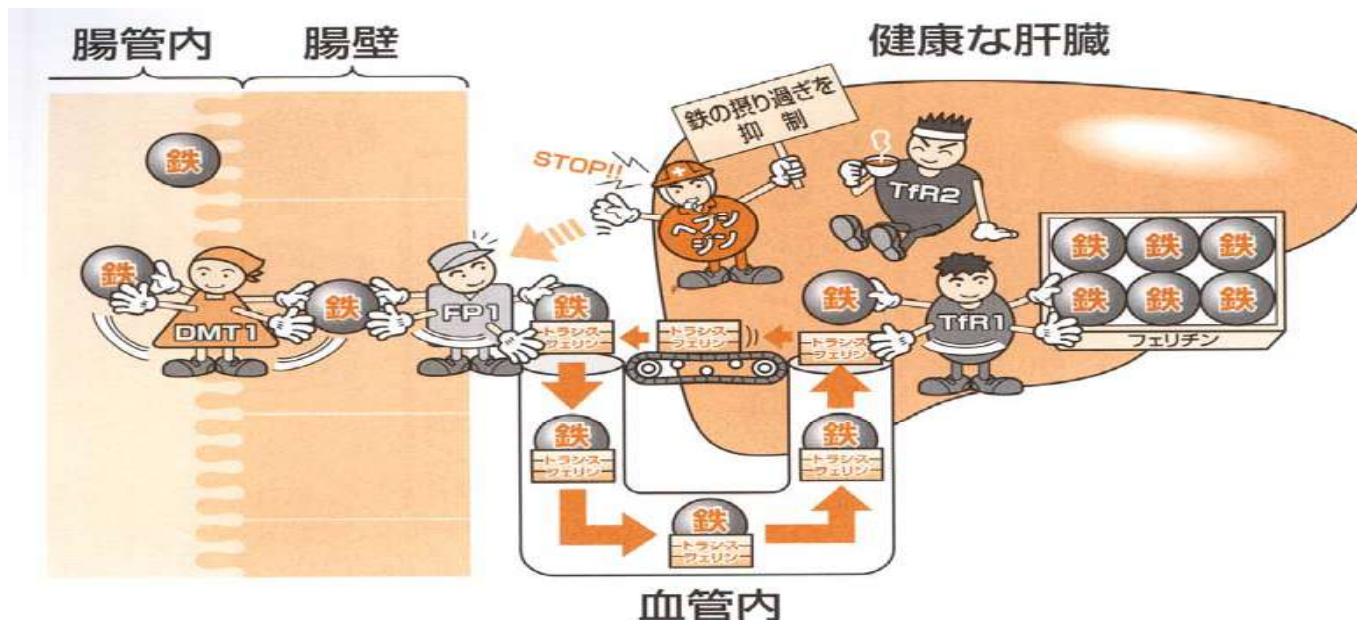 腸管内
腸壁
健康な肝臓
鉄の摂り過ぎを
抑制
STOP!!
ヘプシ
ジン
TfR2
鉄
鉄
DMT1
鉄
FP1
鉄
トランス
フェリン
トランス
フェリン
トランス
フェリン
鉄
TfR1
鉄 鉄 鉄
鉄 鉄 鉄
フェリチン
鉄
トランス
フェリン
鉄
トランス
フェリン
鉄
トランス
フェリン
血管内